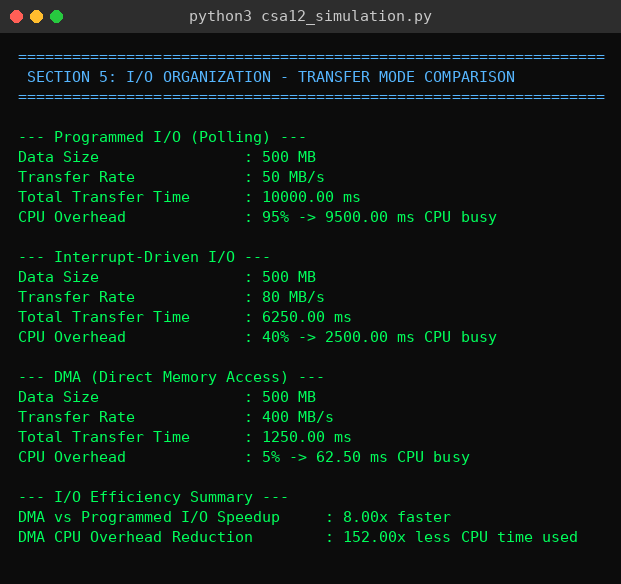 python3 csa12_simulation.py
=================================================================
SECTION 5: I/O ORGANIZATION - TRANSFER MODE COMPARISON
=================================================================
--- Programmed I/O (Polling) ---
Data Size : 500 MB
Transfer Rate : 50 MB/s
Total Transfer Time : 10000.00 ms
CPU Overhead : 95% -> 9500.00 ms CPU busy
--- Interrupt-Driven I/O ---
Data Size : 500 MB
Transfer Rate : 80 MB/s
Total Transfer Time : 6250.00 ms
CPU Overhead : 40% -> 2500.00 ms CPU busy
--- DMA (Direct Memory Access) ---
Data Size : 500 MB
Transfer Rate : 400 MB/s
Total Transfer Time : 1250.00 ms
CPU Overhead : 5% -> 62.50 ms CPU busy
--- I/O Efficiency Summary ---
DMA vs Programmed I/O Speedup : 8.00x faster
DMA CPU Overhead Reduction : 152.00x less CPU time used